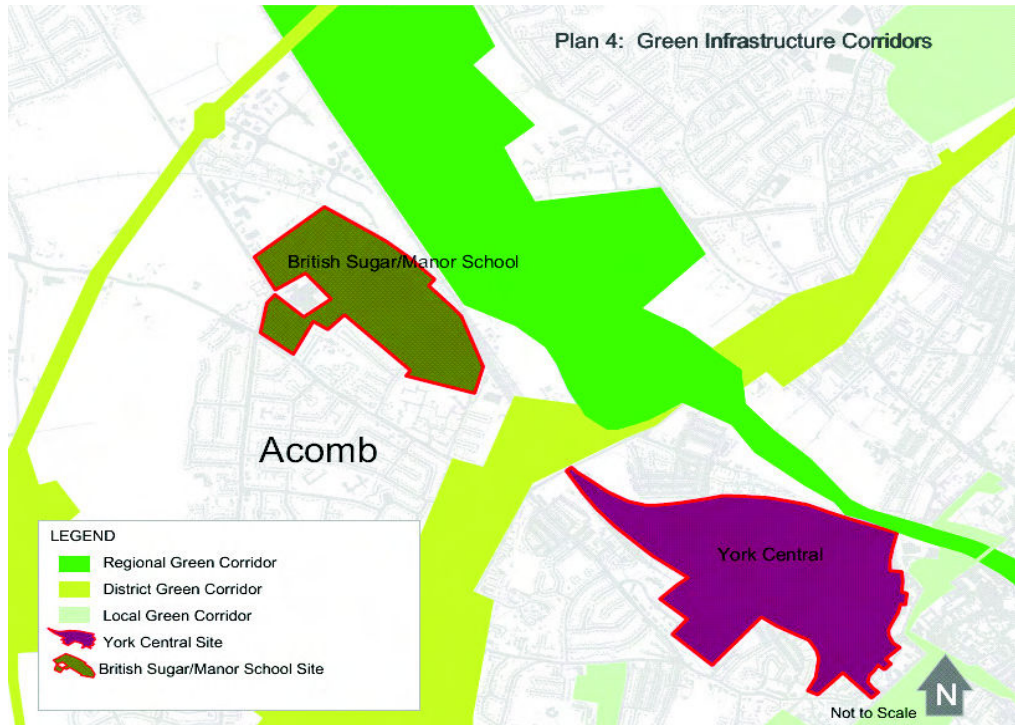 Plan 4: Green Infrastructure Corridors
British Sugar/Manor School
Acomb
York Central
LEGEND
Regional Green Corridor
District Green Corridor
Local Green Corridor
York Central Site
British Sugar/Manor School Site
N
Not to Scale